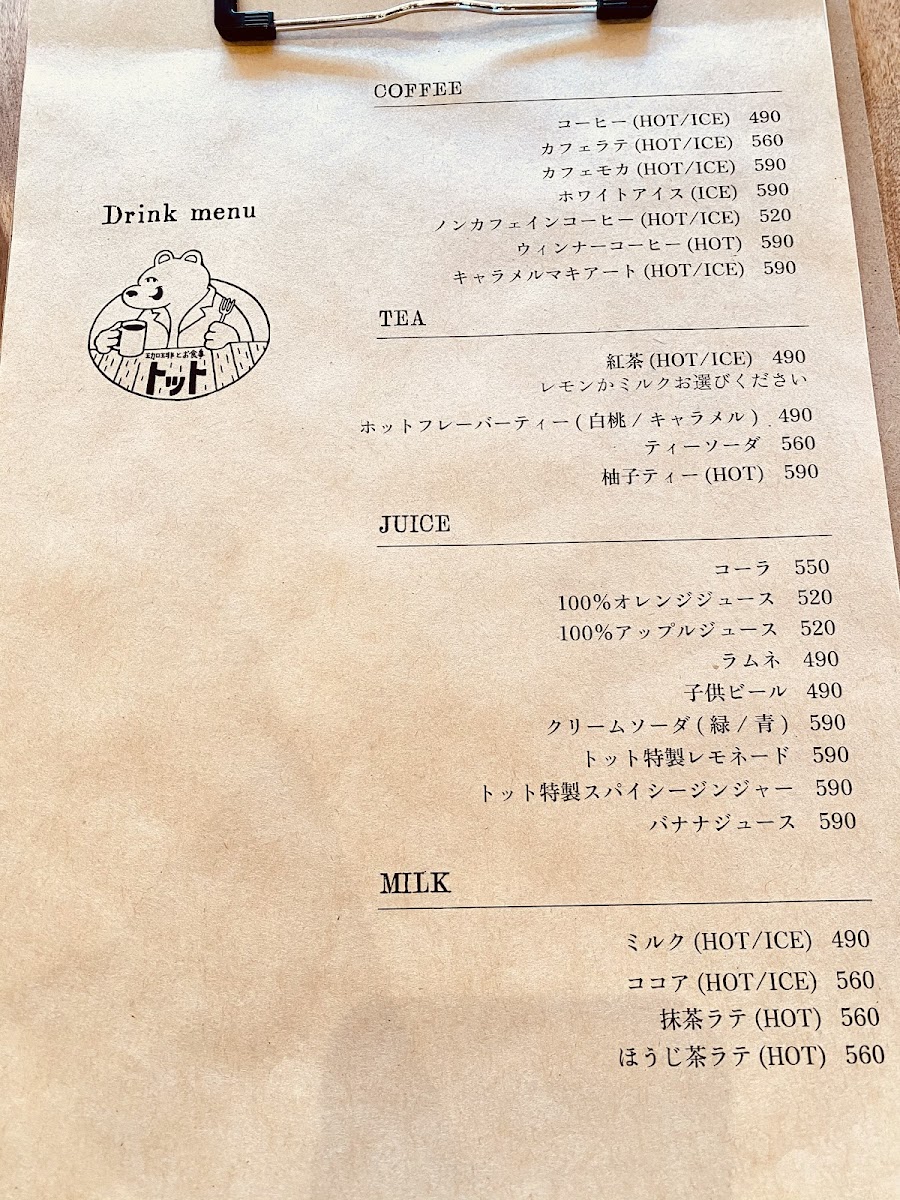 Drink menu
珈琲とお食事
トット
COFFEE
コーヒー (HOT/ICE) 490
カフェラテ (HOT/ICE) 560
カフェモカ (HOT/ICE) 590
ホワイトアイス (ICE) 590
ノンカフェインコーヒー (HOT/ICE) 520
ウィンナーコーヒー (HOT) 590
キャラメルマキアート (HOT/ICE) 590
TEA
紅茶 (HOT/ICE) 490
レモンかミルクお選びください
ホットフレーバーティー ( 白桃 / キャラメル ) 490
ティーソーダ 560
柚子ティー (HOT) 590
JUICE
コーラ 550
100%オレンジジュース 520
100%アップルジュース 520
ラムネ 490
子供ビール 490
クリームソーダ ( 緑 / 青 ) 590
トット特製レモネード 590
トット特製スパイシージンジャー 590
バナナジュース 590
MILK
ミルク (HOT/ICE) 490
ココア (HOT/ICE) 560
抹茶ラテ (HOT) 560
ほうじ茶ラテ (HOT) 560